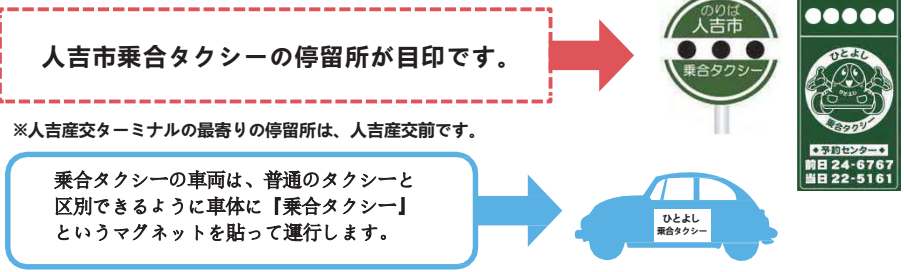 人吉市乗合タクシーの停留所が目印です。
のりば
人吉市
●●●
乗合タクシー
●●●●●
ひとよし
ひとよし
乗合タクシー
◆予約センター◆
前日 24-6767
当日 22-5161
※人吉産交ターミナルの最寄りの停留所は、人吉産交前です。
乗合タクシーの車両は、普通のタクシーと
区別できるように車体に『乗合タクシー』
というマグネットを貼って運行します。
ひとよし
乗合タクシー